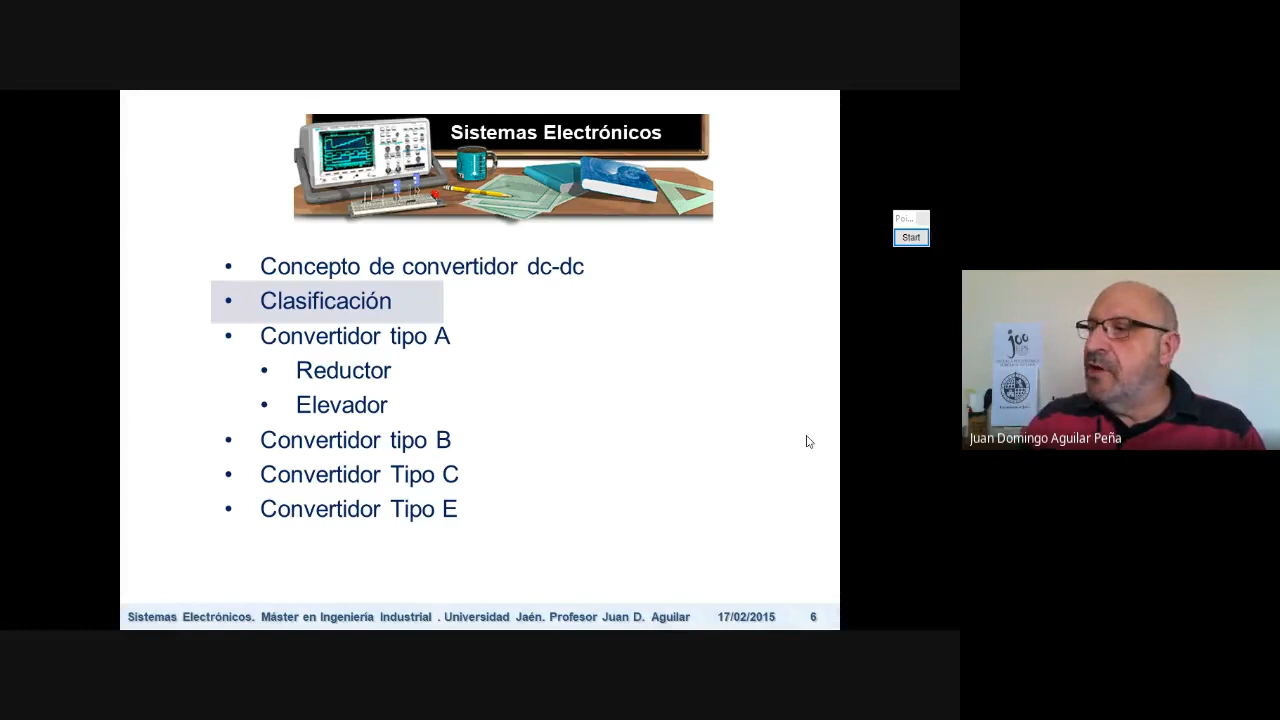 Sistemas Electrónicos
• Concepto de convertidor dc-dc
• Clasificación
• Convertidor tipo A
• Reductor
• Elevador
• Convertidor tipo B
• Convertidor Tipo C
• Convertidor Tipo E
Sistemas Electrónicos. Máster en Ingeniería Industrial . Universidad Jaén. Profesor Juan D. Aguilar 17/02/2015 6
Poi...
Start
Juan Domingo Aguilar Peña